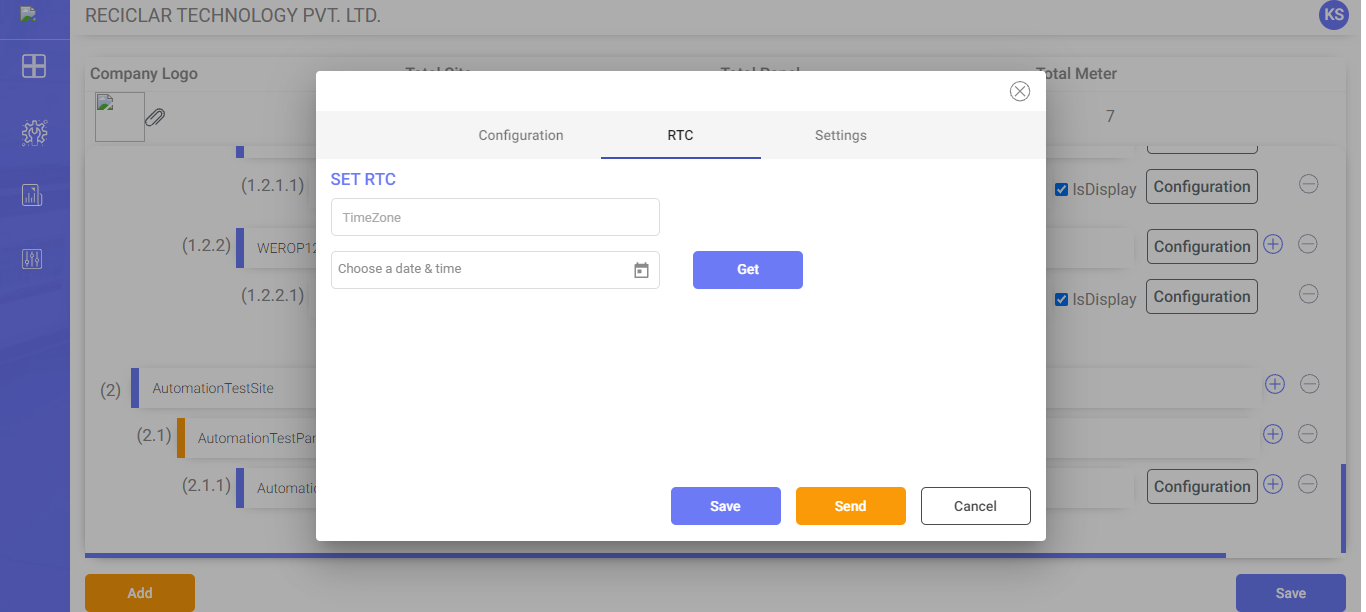 RECICLAR TECHNOLOGY PVT. LTD.
KS
Company Logo
Total Meter
7
Configuration
RTC
Settings
SET RTC
TimeZone
Choose a date & time
Get
Save
Send
Cancel
(1.2.1.1)
IsDisplay
Configuration
(1.2.2)
WEROP12
Configuration
(1.2.2.1)
IsDisplay
Configuration
(2)
AutomationTestSite
(2.1)
AutomationTestPar
(2.1.1)
Automatic
Configuration
Add
Save